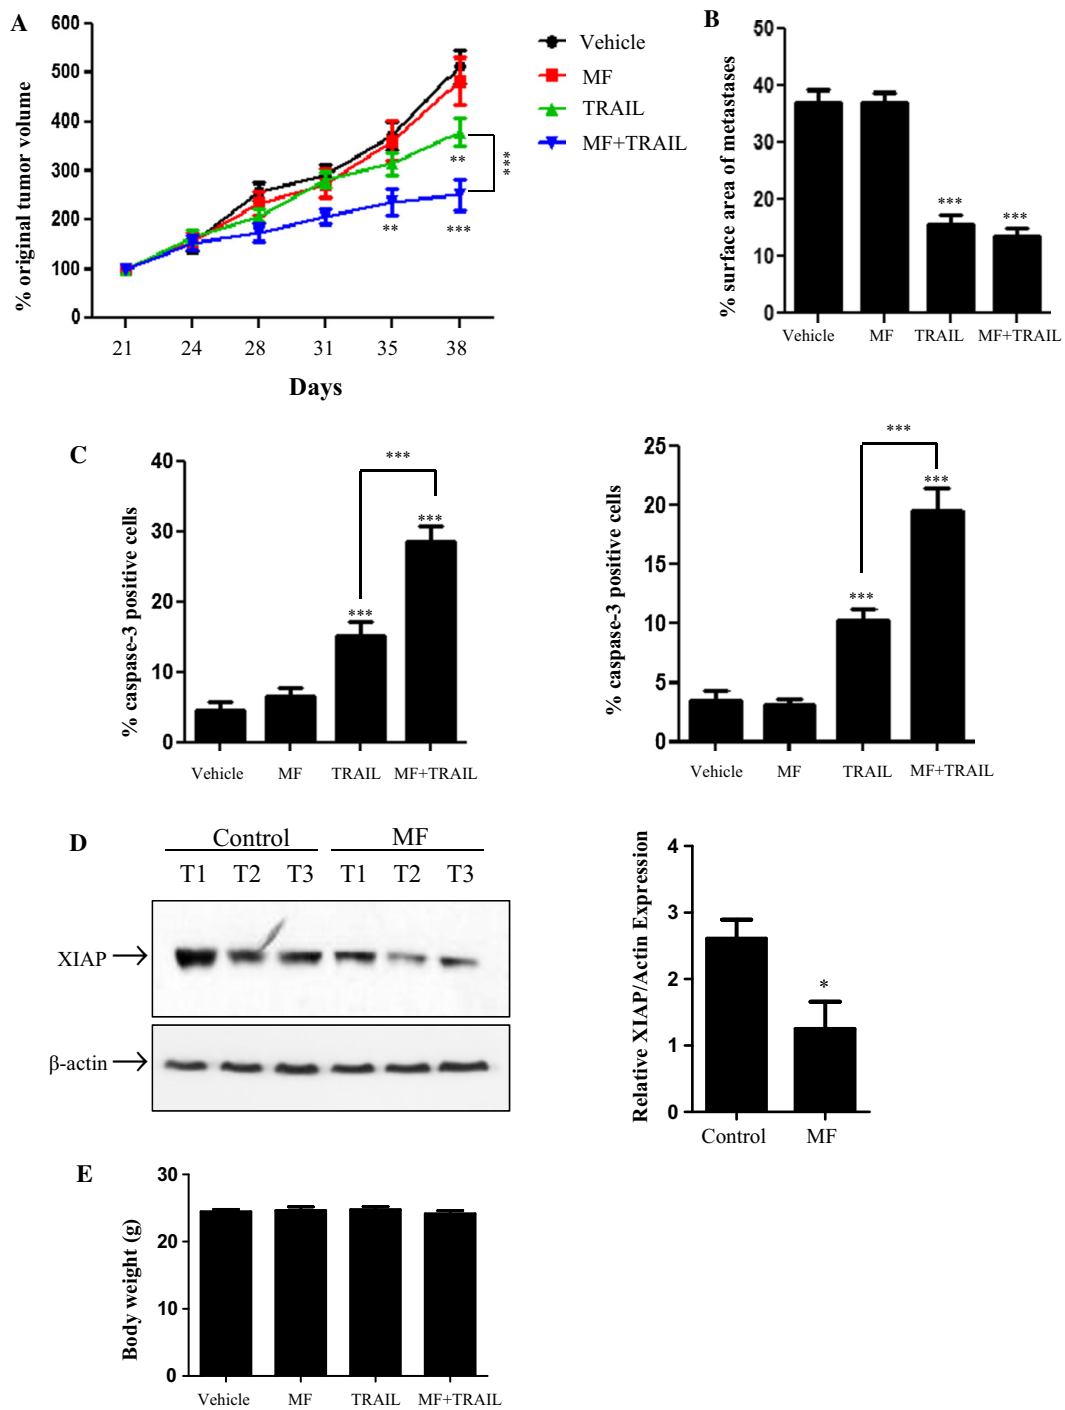 A
% original tumor volume
600
500
400
300
200
100
0
21 24 28 31 35 38
Days
**
***
**
***
Vehicle
MF
TRAIL
MF+TRAIL
B
% surface area of metastases
50
40
30
20
10
0
***
***
Vehicle MF TRAIL MF+TRAIL
C
% caspase-3 positive cells
40
30
20
10
0
***
***
***
Vehicle MF TRAIL MF+TRAIL
% caspase-3 positive cells
25
20
15
10
5
0
***
***
***
Vehicle MF TRAIL MF+TRAIL
D
Control MF
T1 T2 T3 T1 T2 T3
XIAP
β-actin
Relative XIAP/Actin Expression
4
3
2
1
0
*
Control MF
E
Body weight (g)
30
20
10
0
Vehicle MF TRAIL MF+TRAIL